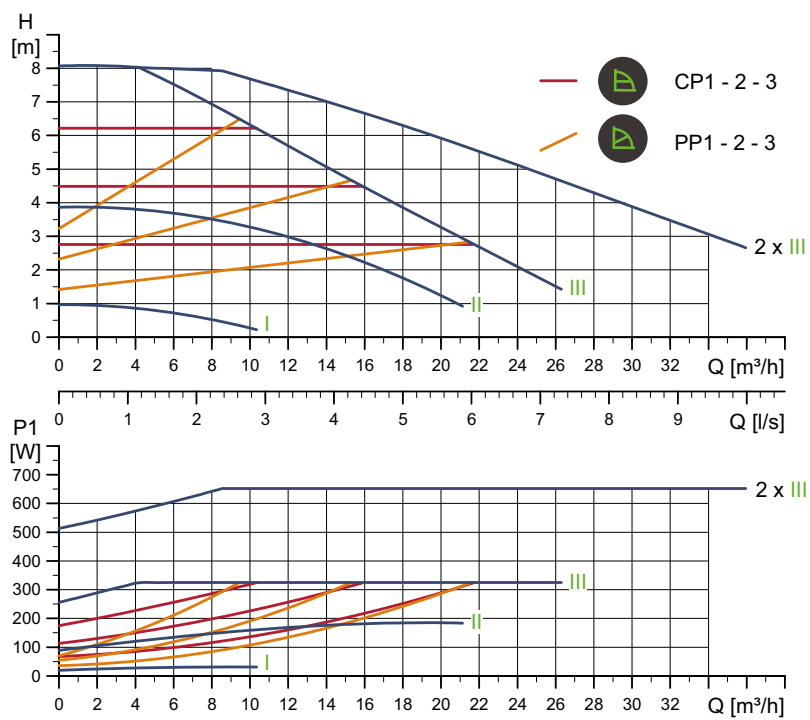 H
[m]
8
7
6
5
4
3
2
1
0
CP1 - 2 - 3
PP1 - 2 - 3
2 x III
III
II
I
0 2 4 6 8 10 12 14 16 18 20 22 24 26 28 30 32 Q [m³/h]
0 1 2 3 4 5 6 7 8 9 Q [l/s]
P1
[W]
700
600
500
400
300
200
100
0
2 x III
III
II
I
0 2 4 6 8 10 12 14 16 18 20 22 24 26 28 30 32 Q [m³/h]